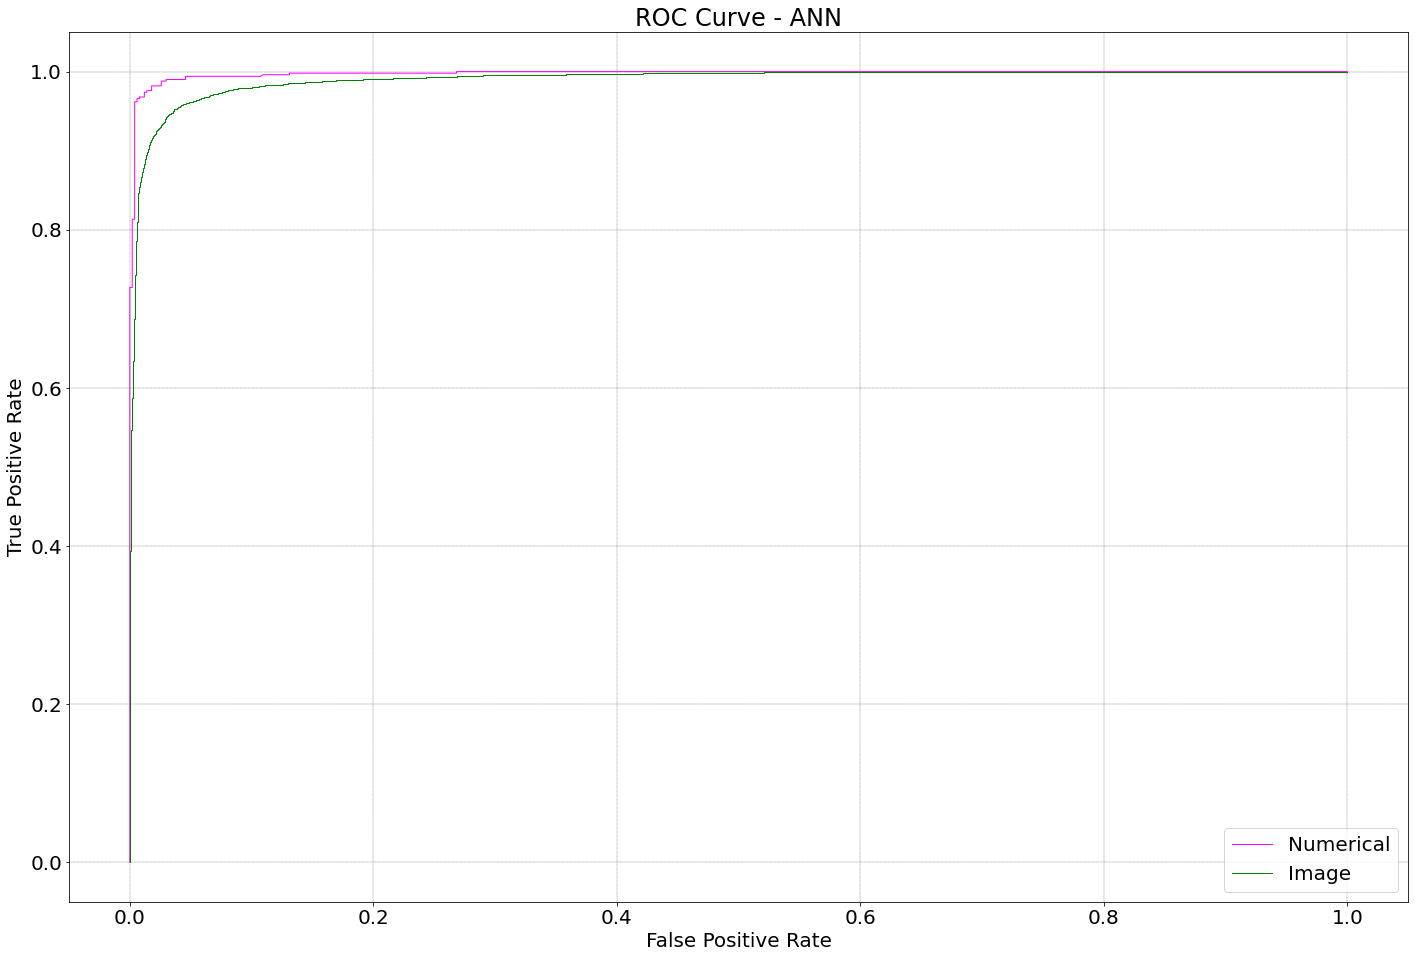 ROC Curve - ANN
1.0
0.8
0.6
0.4
0.2
0.0
True Positive Rate
0.0 0.2 0.4 0.6 0.8 1.0
False Positive Rate
Numerical
Image